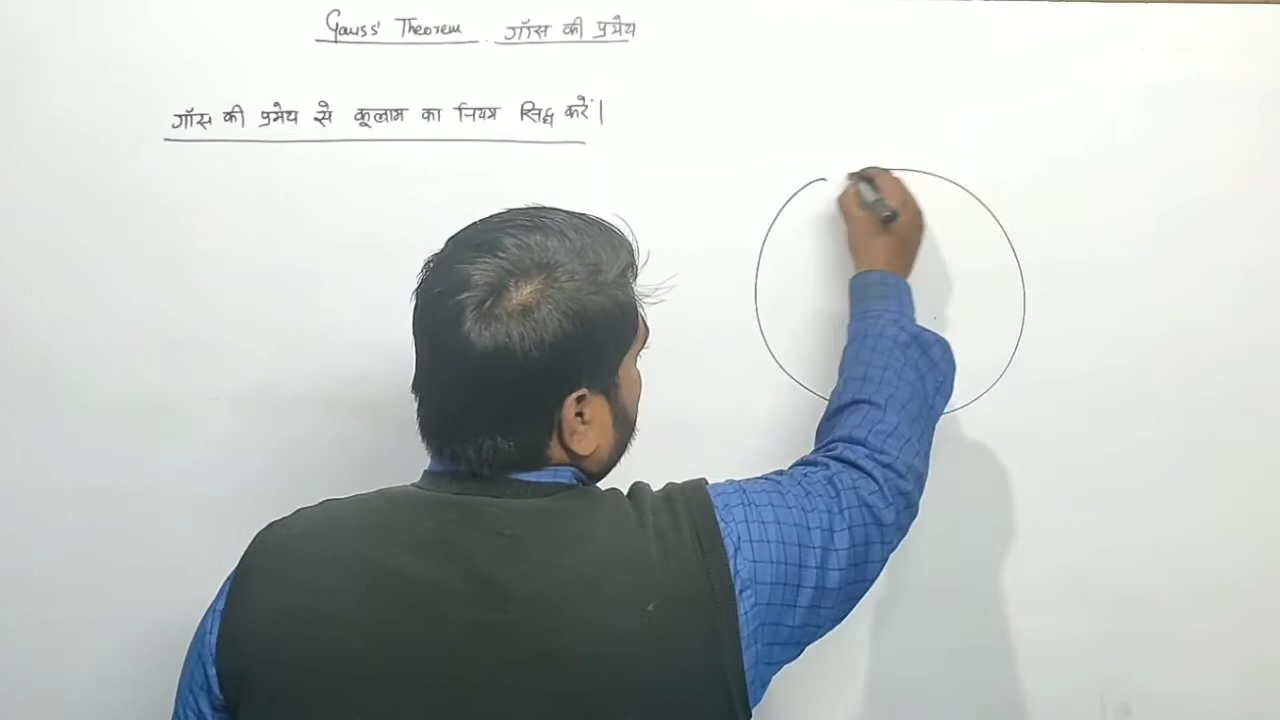 Gauss' Theorem . गॉस की प्रमेय
गॉस की प्रमेय से कूलाम का नियम सिद्ध करें।